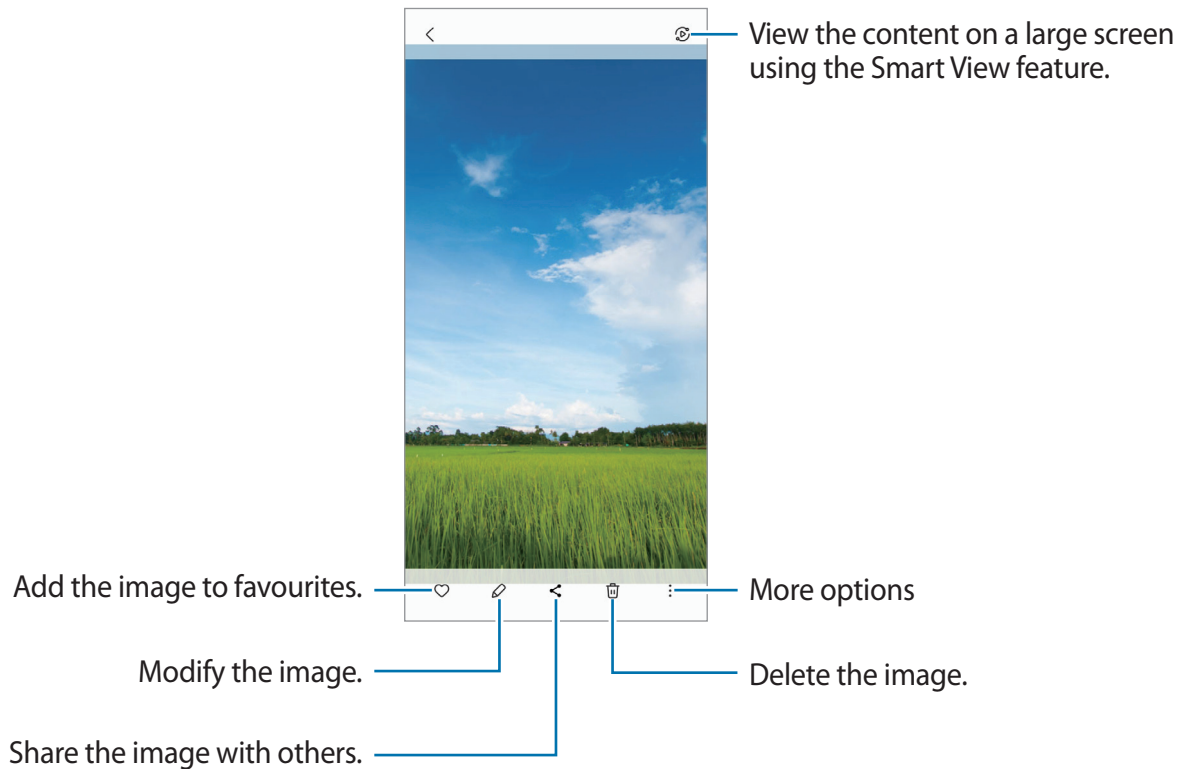 View the content on a large screen
using the Smart View feature.
Add the image to favourites.
More options
Modify the image.
Delete the image.
Share the image with others.